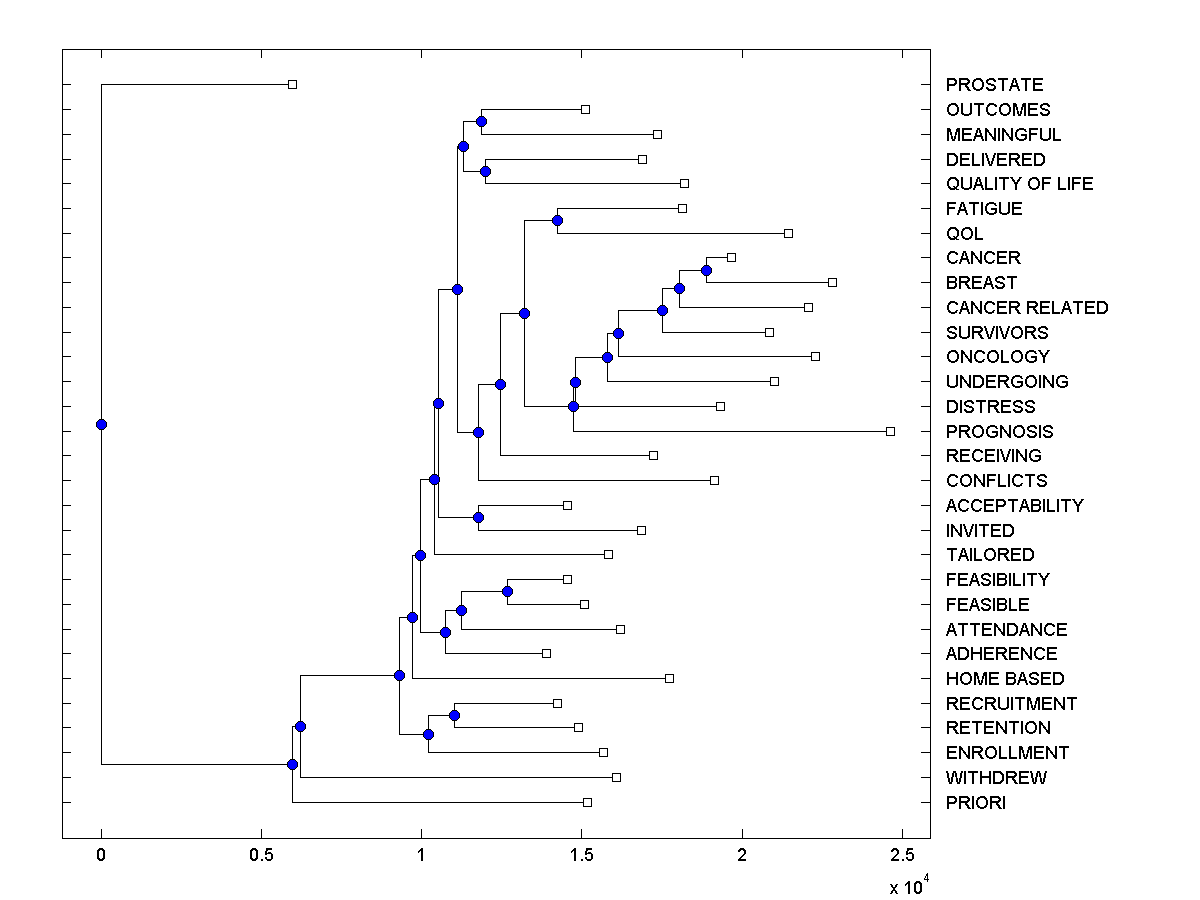 PROSTATE
OUTCOMES
MEANINGFUL
DELIVERED
QUALITY OF LIFE
FATIGUE
QOL
CANCER
BREAST
CANCER RELATED
SURVIVORS
ONCOLOGY
UNDERGOING
DISTRESS
PROGNOSIS
RECEIVING
CONFLICTS
ACCEPTABILITY
INVITED
TAILORED
FEASIBILITY
FEASIBLE
ATTENDANCE
ADHERENCE
HOME BASED
RECRUITMENT
RETENTION
ENROLLMENT
WITHDREW
PRIORI
0 0.5 1 1.5 2 2.5
x 10^4